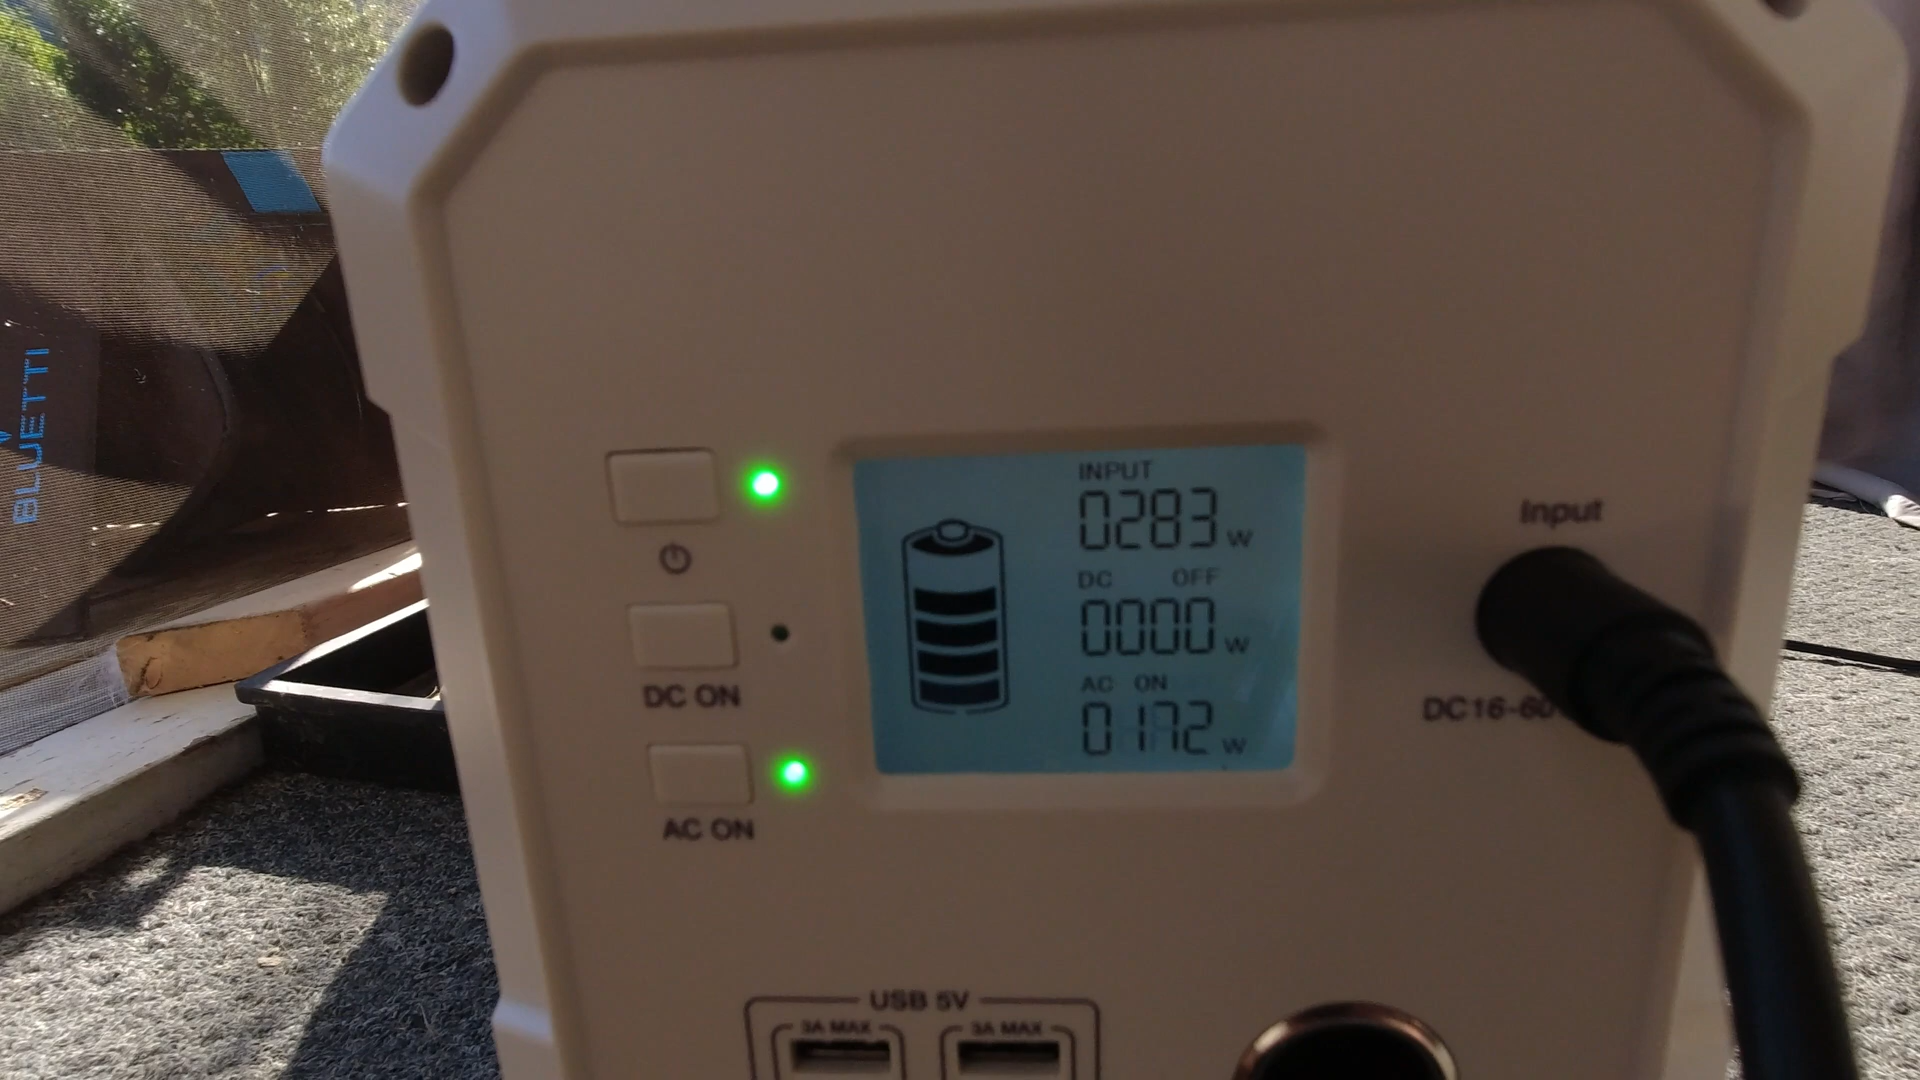 BLUETTI
INPUT
0283 W
DC OFF
0000 W
AC ON
0172 W
Input
DC ON
AC ON
USB 5V
3A MAX 3A MAX